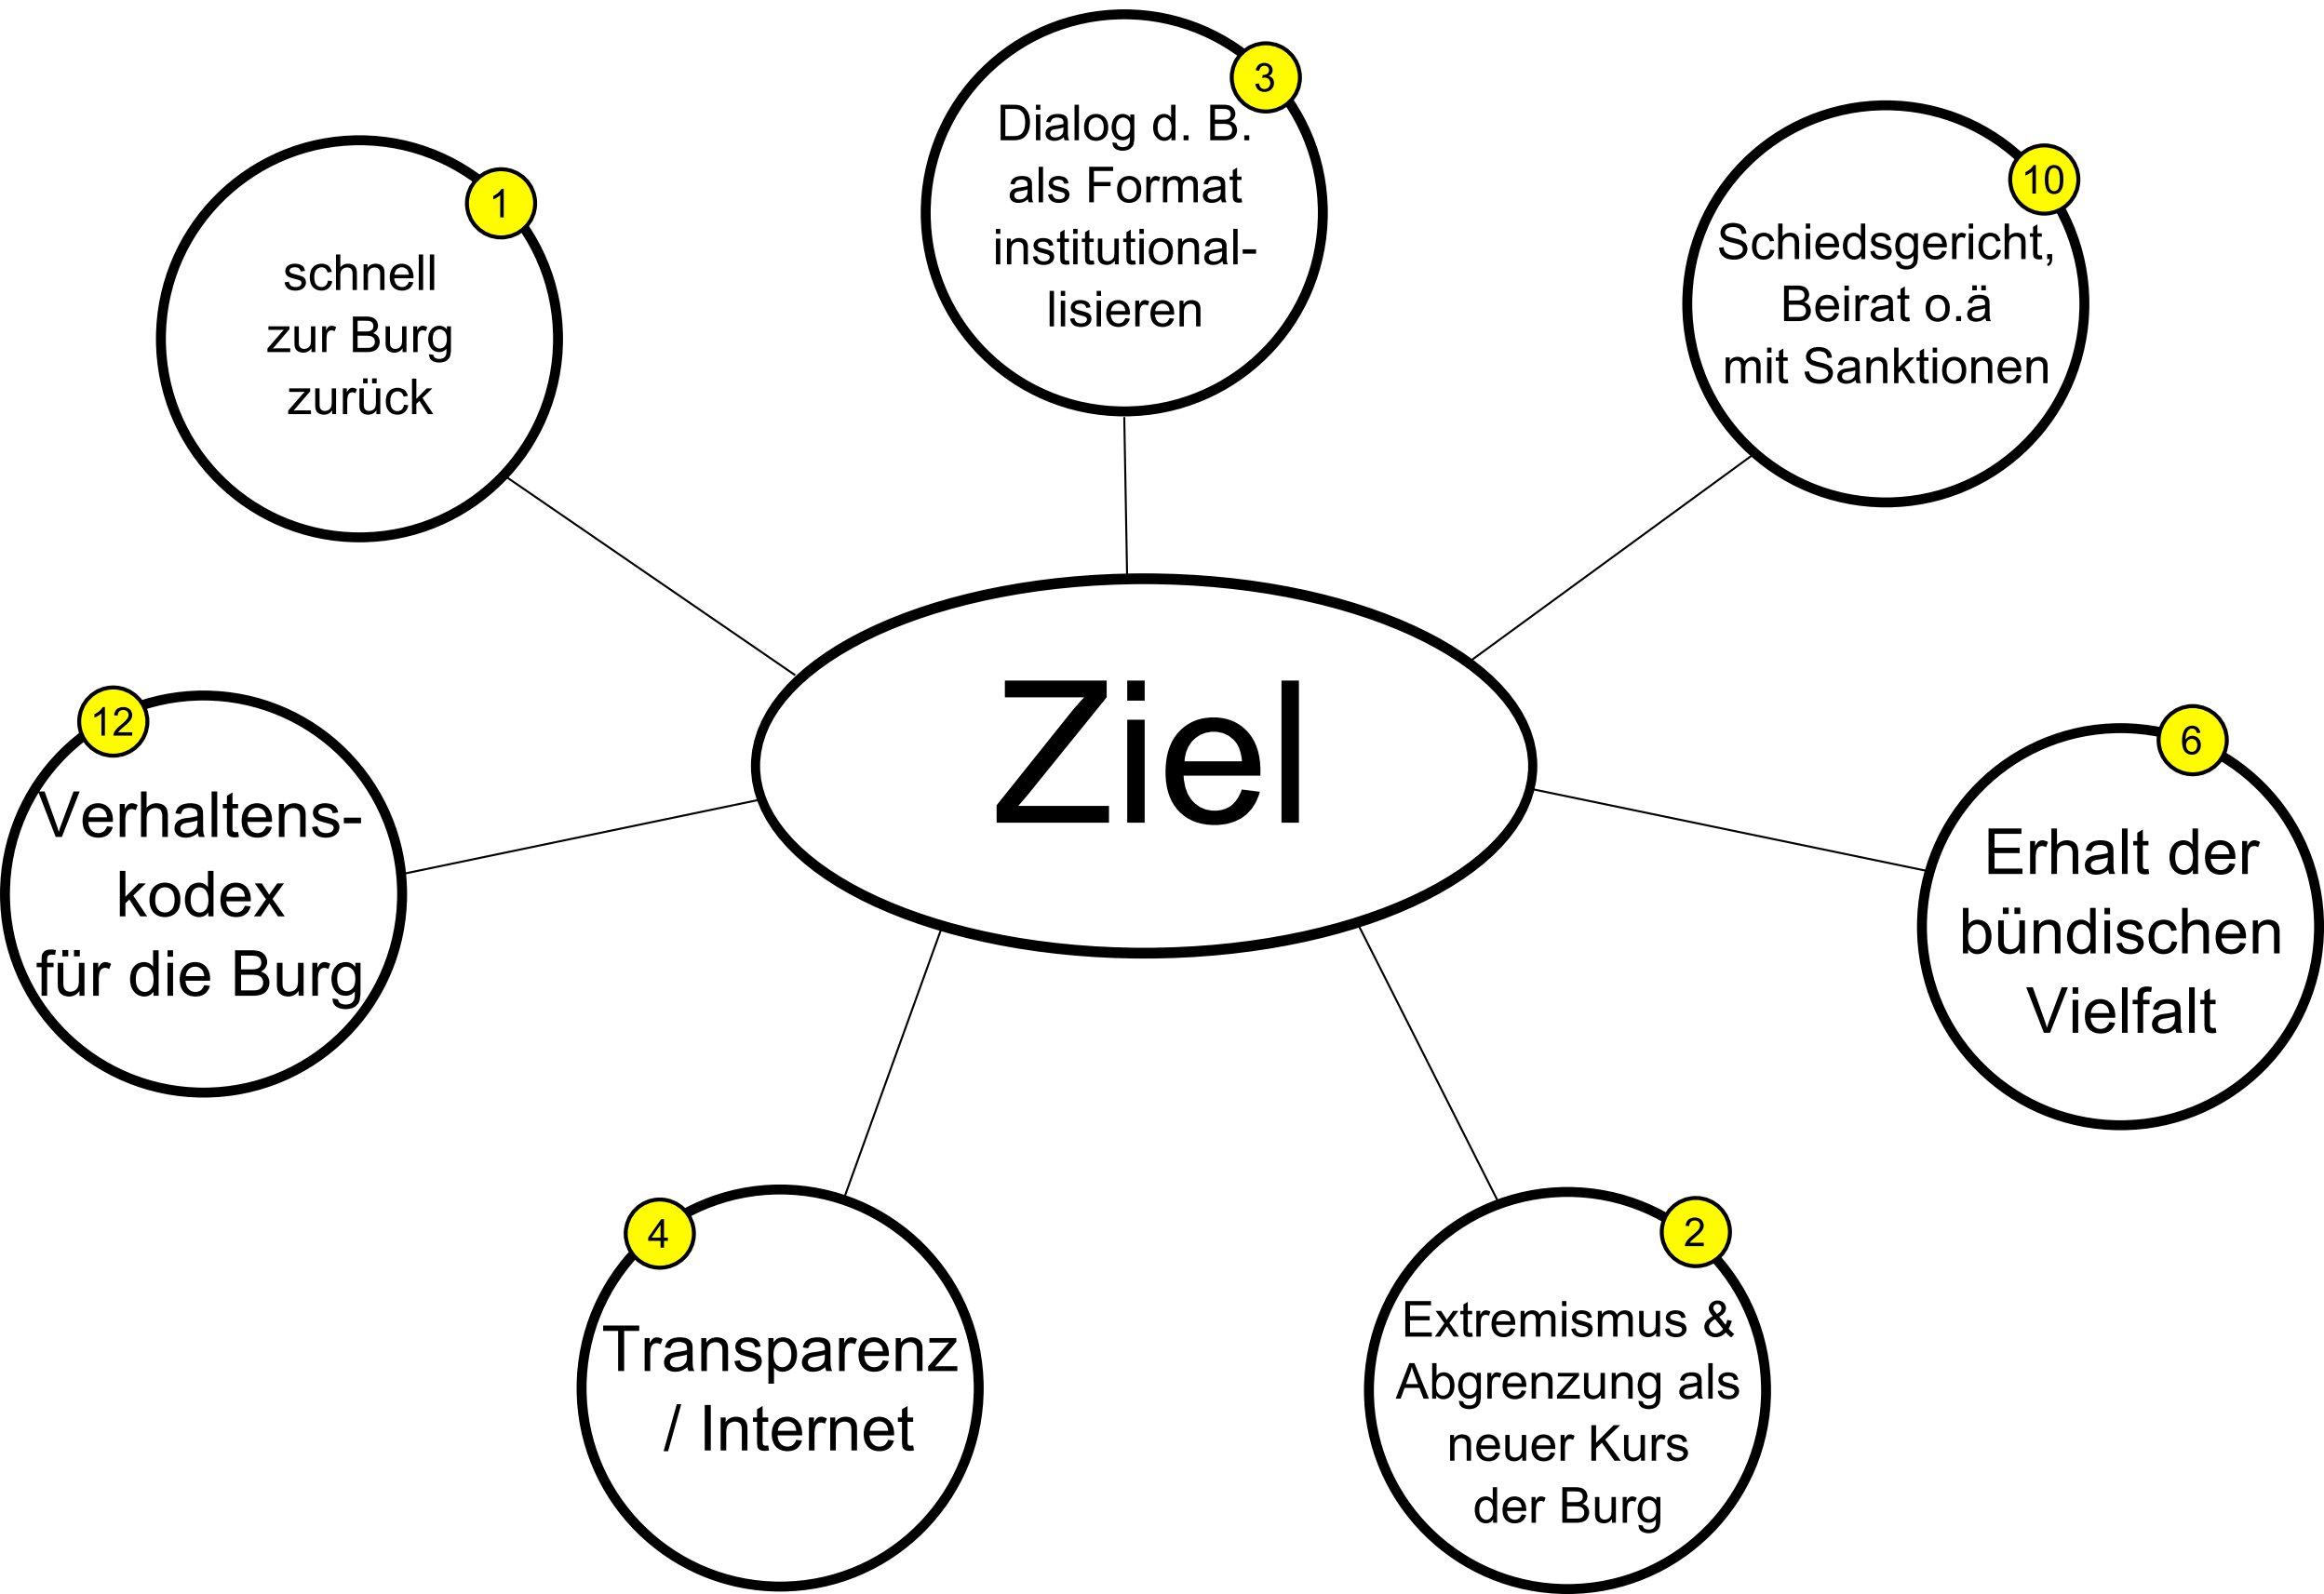 3
Dialog d. B.
als Format
institutional-
lisieren
1
schnell
zur Burg
zurück
10
Schiedsgericht,
Beirat o.ä
mit Sanktionen
Ziel
12
Verhaltens-
kodex
für die Burg
6
Erhalt der
bündischen
Vielfalt
4
Transparenz
/ Internet
2
Extremismus &
Abgrenzung als
neuer Kurs
der Burg